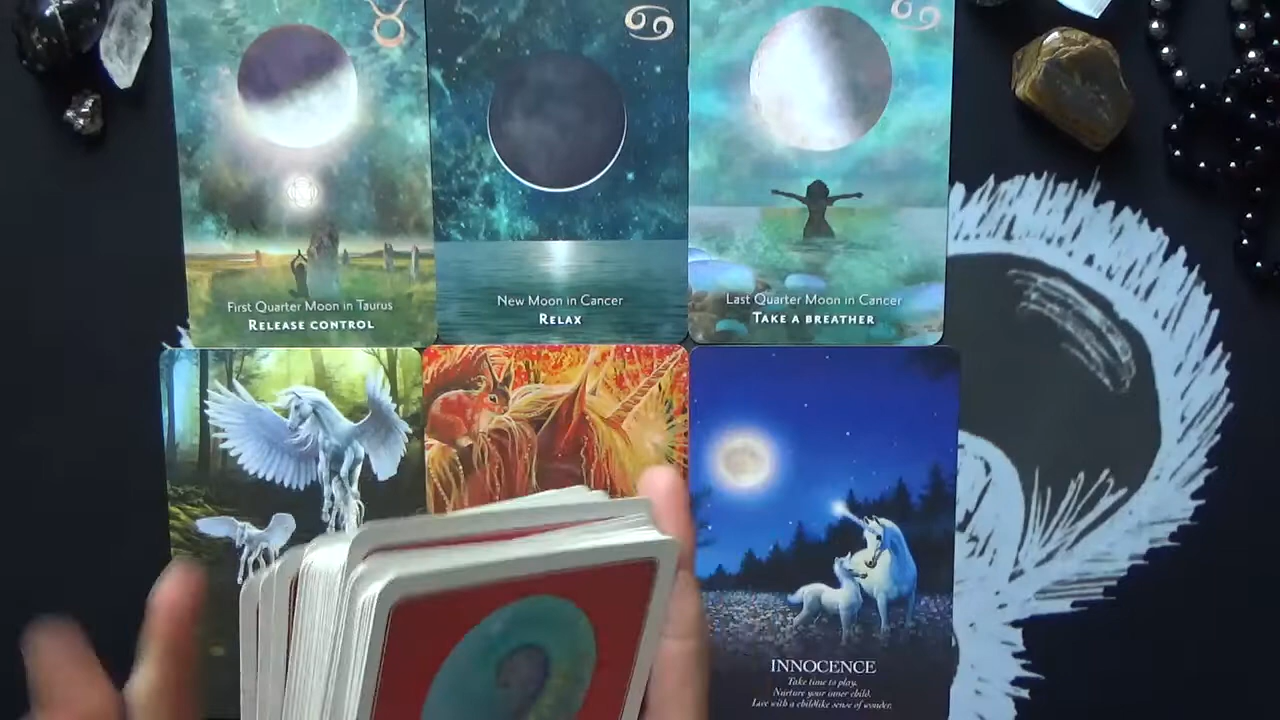 First Quarter Moon in Taurus
RELEASE CONTROL
New Moon in Cancer
RELAX
Last Quarter Moon in Cancer
TAKE A BREATHER
INNOCENCE
Take time to play.
Nurture your inner child.
Live with a childlike sense of wonder.